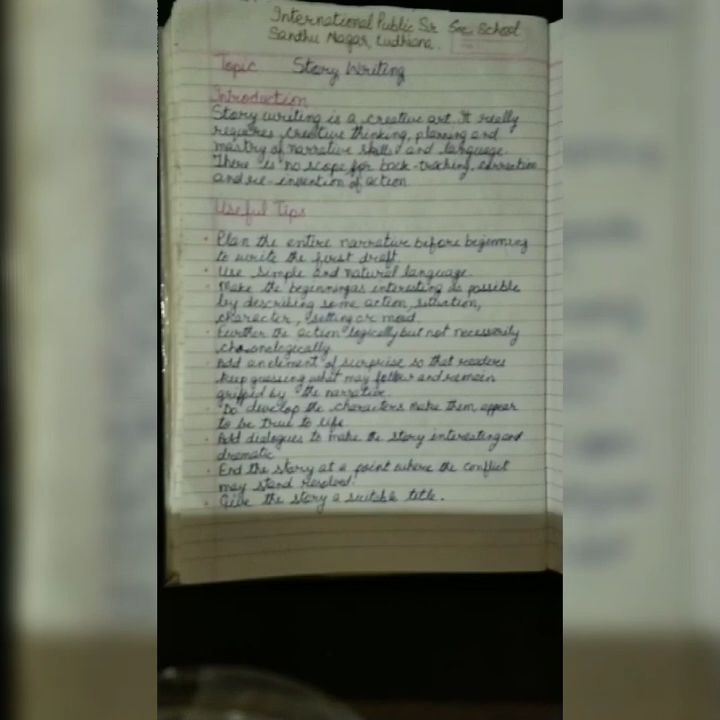 International Public Sr. Sec. School
Sandhu Nagar, Ludhiana.
Topic Story Writing
Introduction
Story writing is a creative art. It really
requires creative thinking, planning and
mastry of narrative skills and language.
There is no scope for back-tracking, correction
and re-invention of action
Useful Tips
• Plan the entire narrative before beginning
to write the first draft.
• Use simple and natural language.
• Make the beginning as interesting as possible
by describing some action, situation,
character, setting or mood.
• Further the action logically but not necessarily
chronologically
• Add an element of surprise so that readers
keep guessing what may follow and remain
gripped by the narrative
• Do develop the characters make them appear
to be true to life
• Add dialogues to make the story interesting and
dramatic
• End the story at a point where the conflict
may stand resolved.
• Give the story a suitable title.